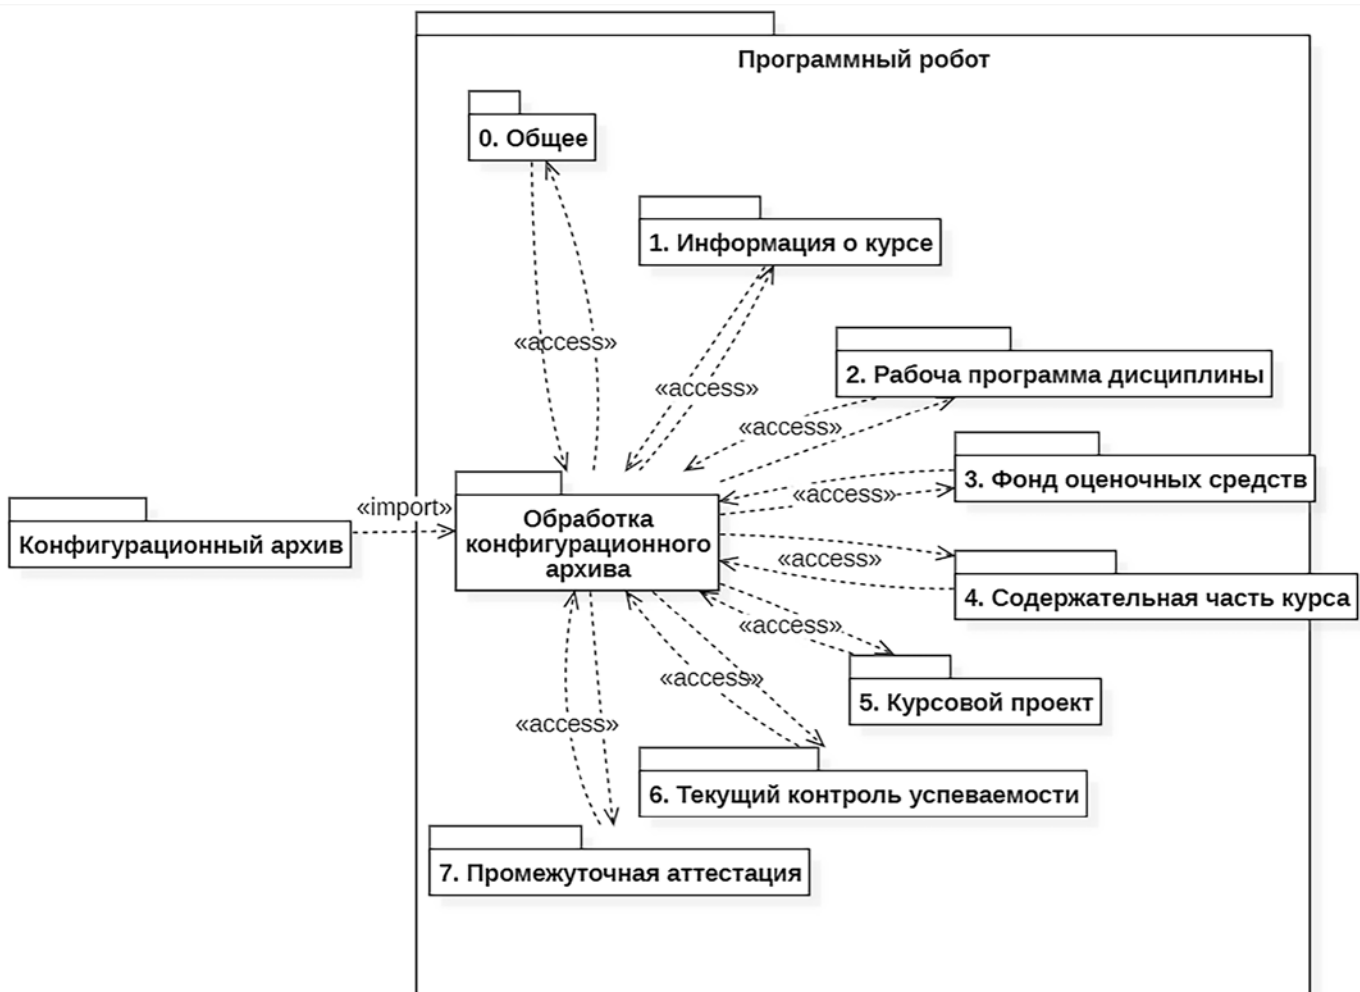 Программный робот
0. Общее
1. Информация о курсе
«access»
«access»
2. Рабоча программа дисциплины
«access»
3. Фонд оценочных средств
«access»
«import»
Конфигурационный архив
Обработка
конфигурационного
архива
«access»
4. Содержательная часть курса
«access»
5. Курсовой проект
«access»
6. Текущий контроль успеваемости
«access»
7. Промежуточная аттестация